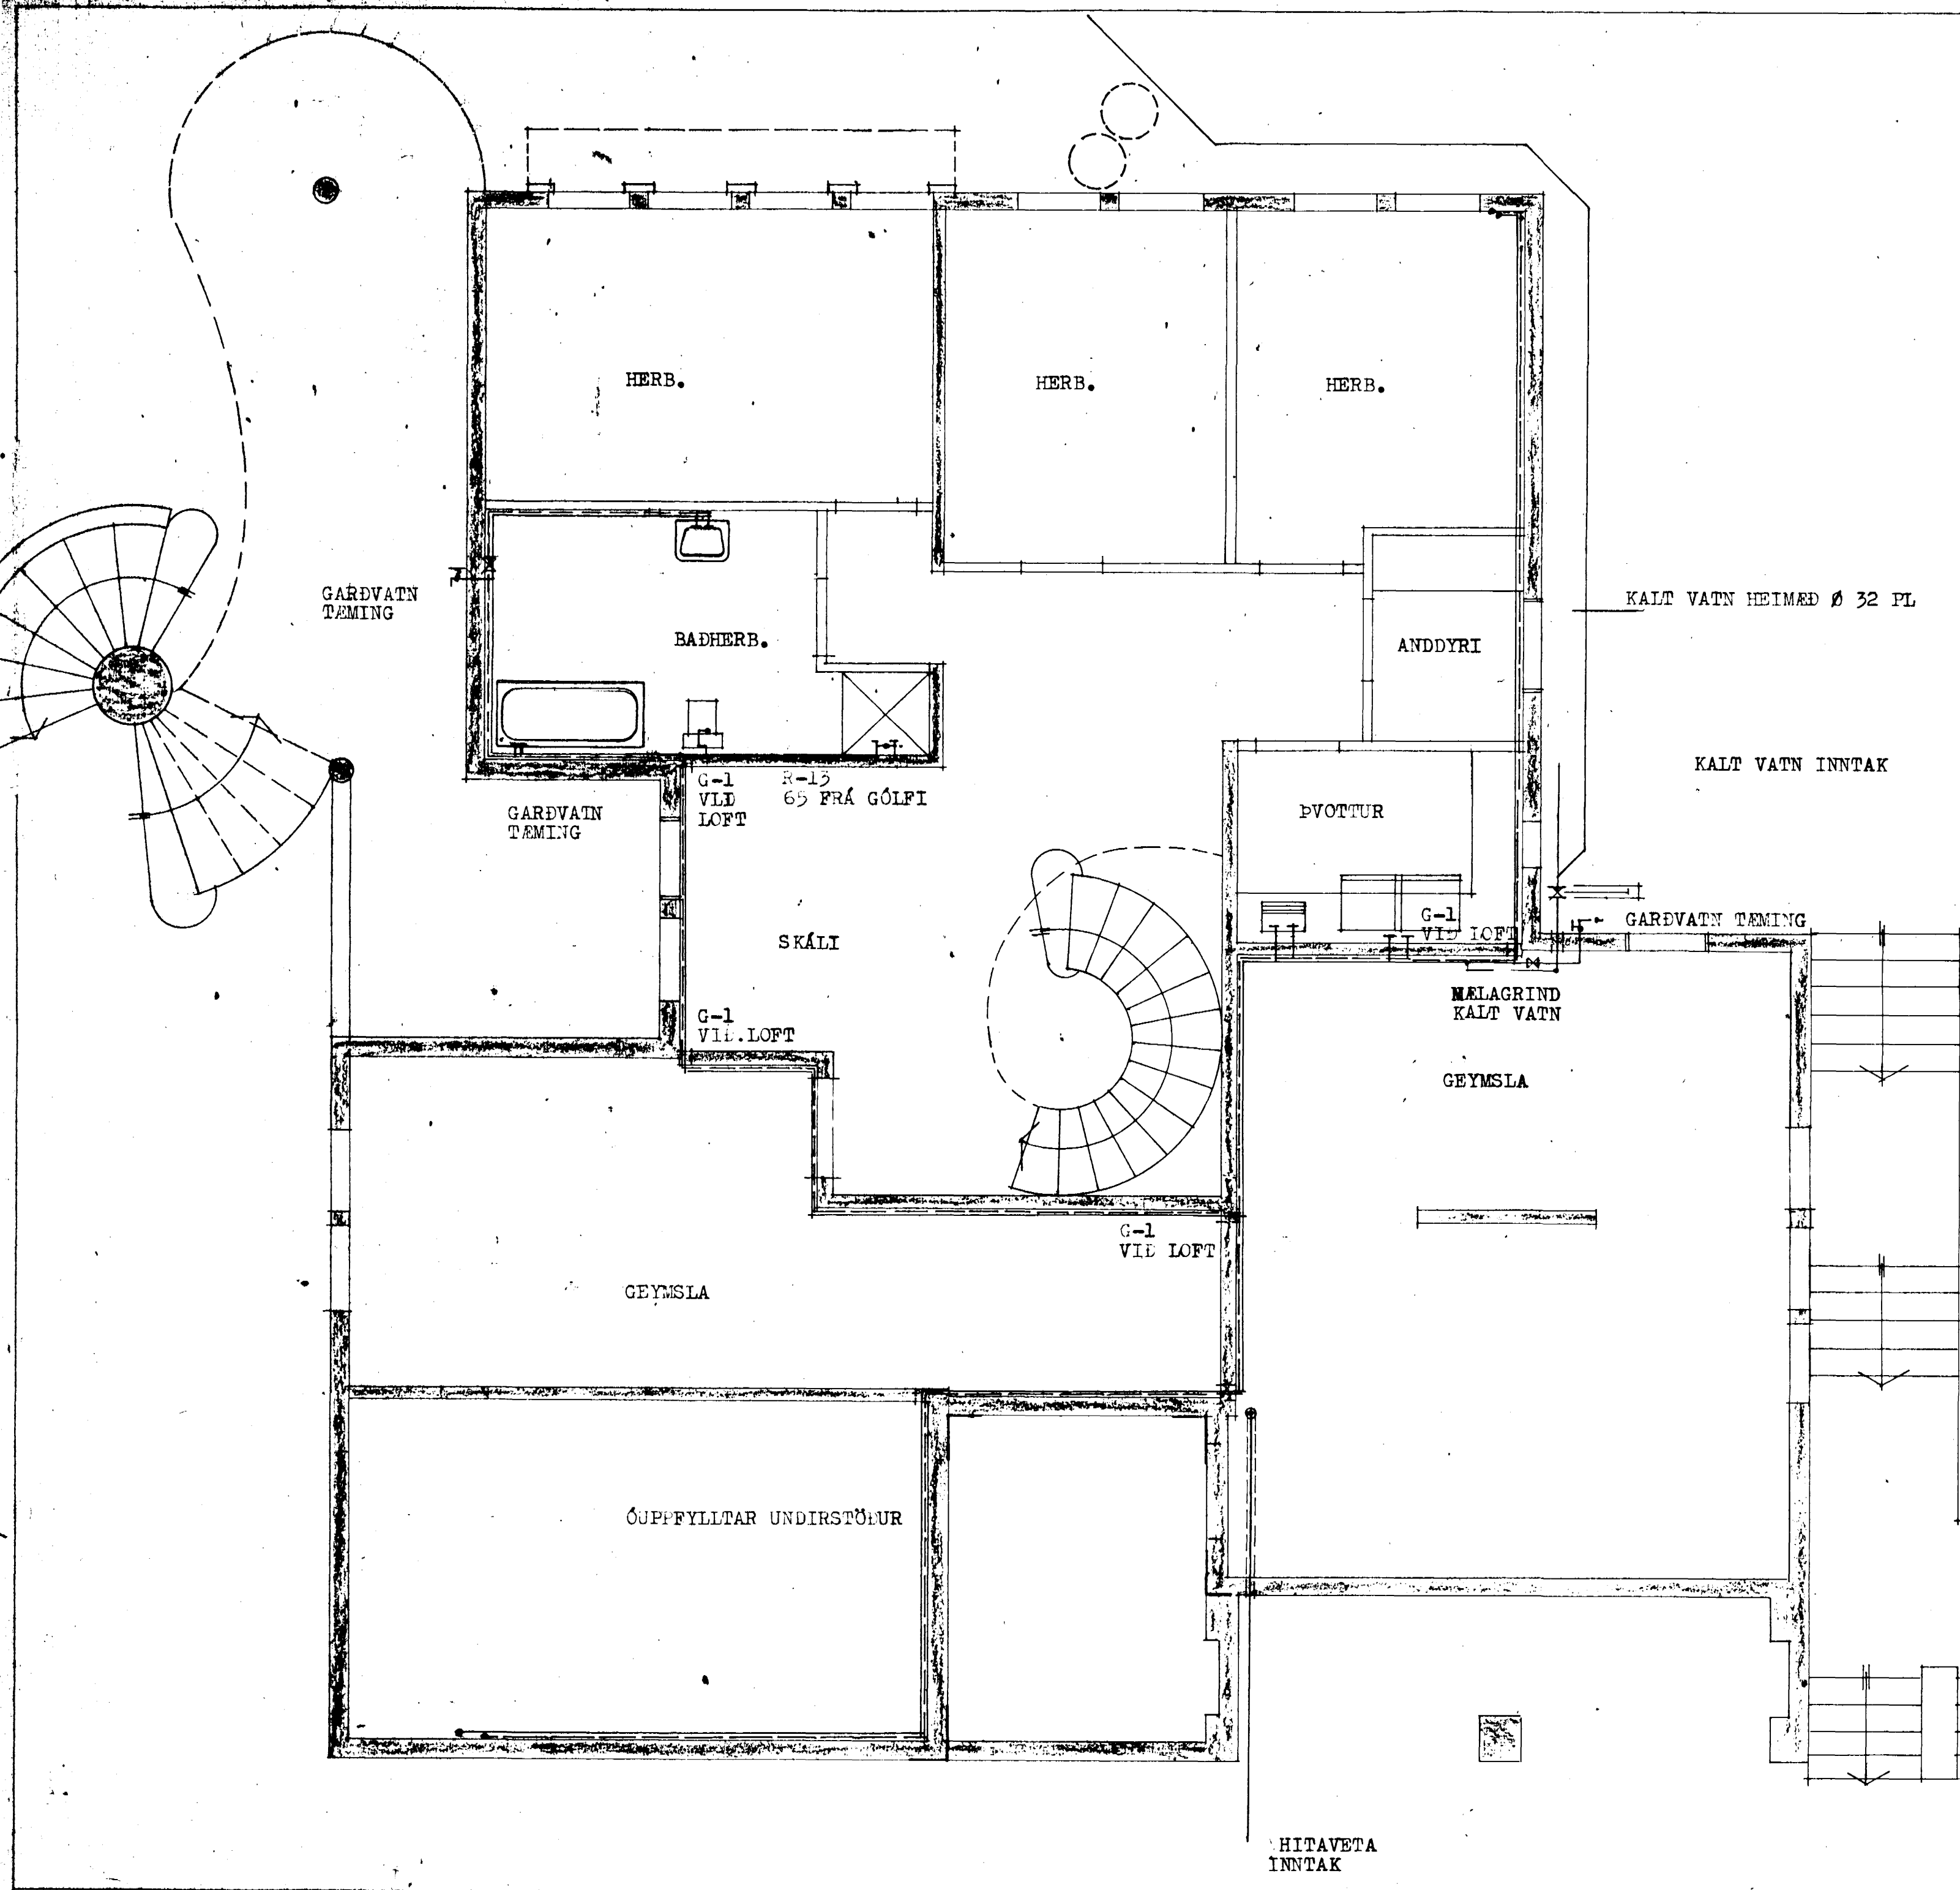 HERB.
HERB.
HERB.
GARÐVATN
TÆMING
KALT VATN HEIMÆÐ Ø 32 PL
BAÐHERB.
ANDDYRI
KALT VATN INNTAK
G-1
VIÐ
LOFT
R-13
65 FRÁ GÓLFI
GARÐVATN
TÆMING
ÞVOTTUR
G-1
VIÐ LOFT
GARÐVATN TÆMING
SKÁLI
MÆLAGRIND
KALT VATN
G-1
VIÐ.LOFT
GEYMSLA
G-1
VIÐ LOFT
GEYMSLA
ÓUPPFYLLTAR UNDIRSTÖÐUR
HITAVETA
INNTAK